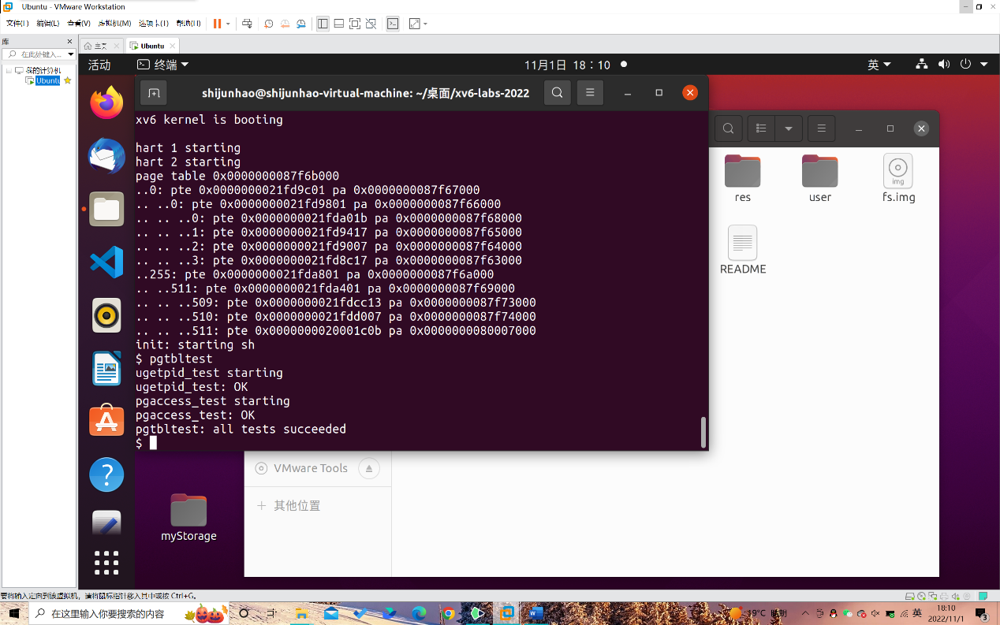 Ubuntu - VMware Workstation
文件(F) 编辑(E) 查看(V) 虚拟机(M) 选项卡(T) 帮助(H)
库
在此处键入...
主页
Ubuntu
我的计算机
Ubuntu
活动
终端
11月1日 18：10
英
shijunhao@shijunhao-virtual-machine: ~/桌面/xv6-labs-2022
xv6 kernel is booting
hart 1 starting
hart 2 starting
page table 0x0000000087f6b000
..0: pte 0x0000000021fd9c01 pa 0x0000000087f67000
.. ..0: pte 0x0000000021fd9801 pa 0x0000000087f66000
.. .. ..0: pte 0x0000000021fda01b pa 0x0000000087f68000
.. .. ..1: pte 0x0000000021fd9417 pa 0x0000000087f65000
.. .. ..2: pte 0x0000000021fd9007 pa 0x0000000087f64000
.. .. ..3: pte 0x0000000021fd8c17 pa 0x0000000087f63000
..255: pte 0x0000000021fda801 pa 0x0000000087f6a000
.. ..511: pte 0x0000000021fda401 pa 0x0000000087f69000
.. .. ..509: pte 0x0000000021fdcc13 pa 0x0000000087f73000
.. .. ..510: pte 0x0000000021fdd007 pa 0x0000000087f74000
.. .. ..511: pte 0x0000000020001c0b pa 0x0000000080007000
init: starting sh
$ pgtbltest
ugetpid_test starting
ugetpid_test: OK
pgaccess_test starting
pgaccess_test: OK
pgtbltest: all tests succeeded
$
res
user
img
fs.img
README
VMware Tools
其他位置
myStorage
要将输入定向到该虚拟机，请将鼠标指针移入其中或按 Ctrl+G。
在这里输入你要搜索的内容
19°C 晴朗
英
18:10
2022/11/1
3